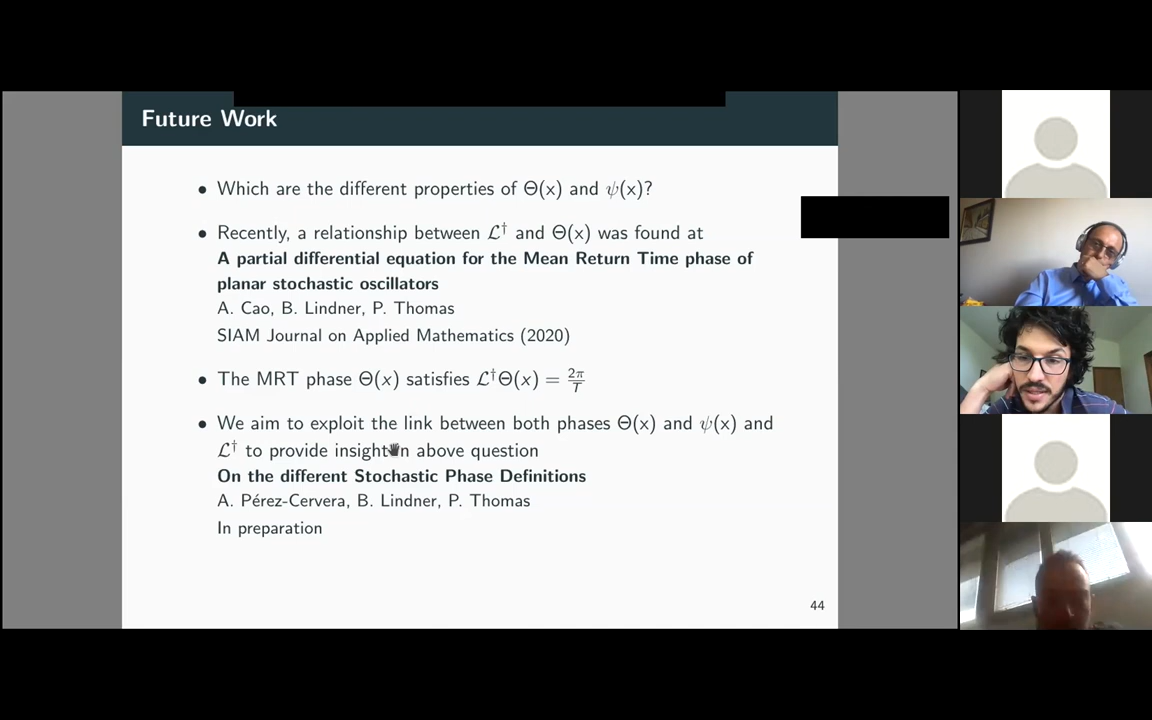 Future Work
• Which are the different properties of Θ(x) and ψ(x)?
• Recently, a relationship between ℒ† and Θ(x) was found at
A partial differential equation for the Mean Return Time phase of
planar stochastic oscillators
A. Cao, B. Lindner, P. Thomas
SIAM Journal on Applied Mathematics (2020)
• The MRT phase Θ(x) satisfies ℒ†Θ(x) = 2π/T
• We aim to exploit the link between both phases Θ(x) and ψ(x) and
ℒ† to provide insight in above question
On the different Stochastic Phase Definitions
A. Pérez-Cervera, B. Lindner, P. Thomas
In preparation
44